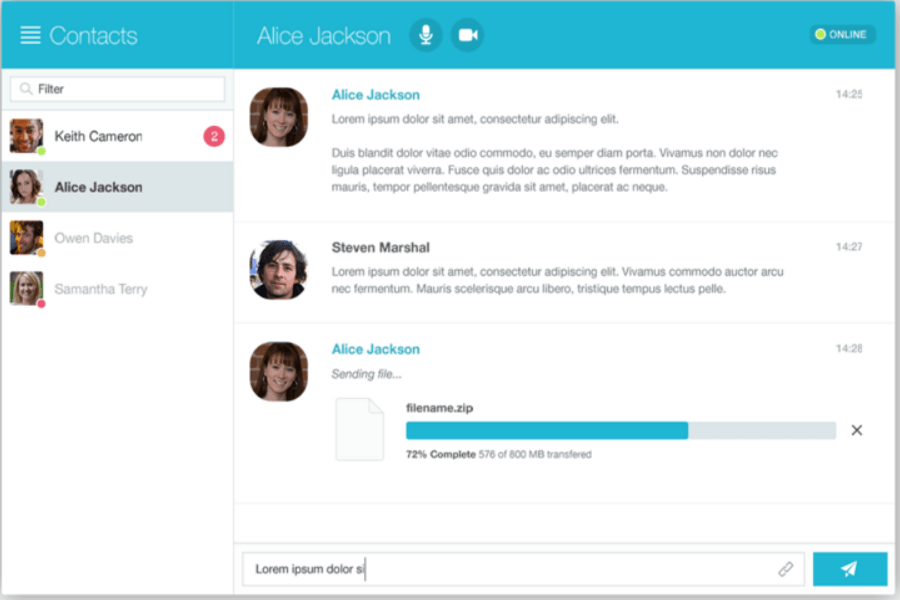 Contacts
Alice Jackson
ONLINE
Filter
Keith Cameron
2
Alice Jackson
Owen Davies
Samantha Terry
Alice Jackson
14:25
Lorem ipsum dolor sit amet, consectetur adipiscing elit.
Duis blandit dolor vitae odio commodo, eu semper diam porta. Vivamus non dolor nec
ligula placerat viverra. Fusce quis dolor ac odio ultrices fermentum. Suspendisse risus
mauris, tempor pellentesque gravida sit amet, placerat ac neque.
Steven Marshal
14:27
Lorem ipsum dolor sit amet, consectetur adipiscing elit. Vivamus commodo auctor arcu
nec fermentum. Mauris scelerisque arcu libero, tristique tempus lectus pelle.
Alice Jackson
14:28
Sending file...
filename.zip
72% Complete 576 of 800 MB transfered
Lorem ipsum dolor si